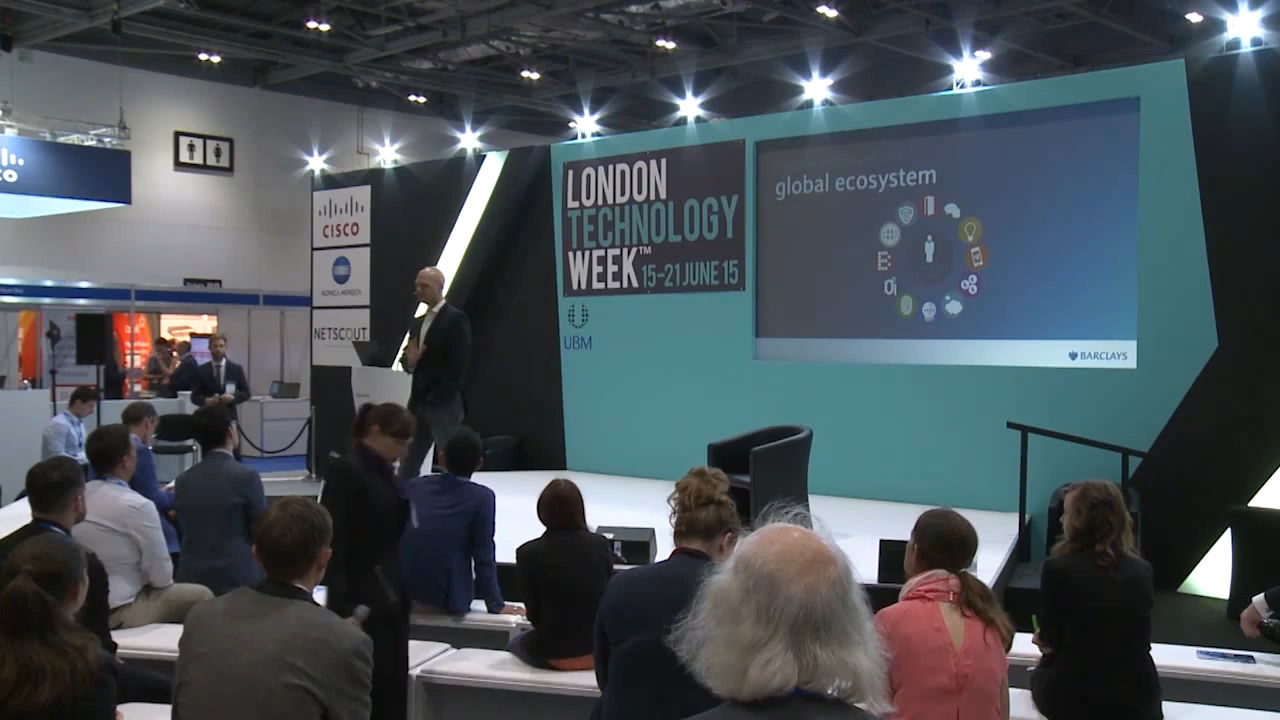 CISCO
KONICA MINOLTA
NETSCOUT
LONDON
TECHNOLOGY
WEEK™ 15-21 JUNE 15
UBM
global ecosystem
BARCLAYS